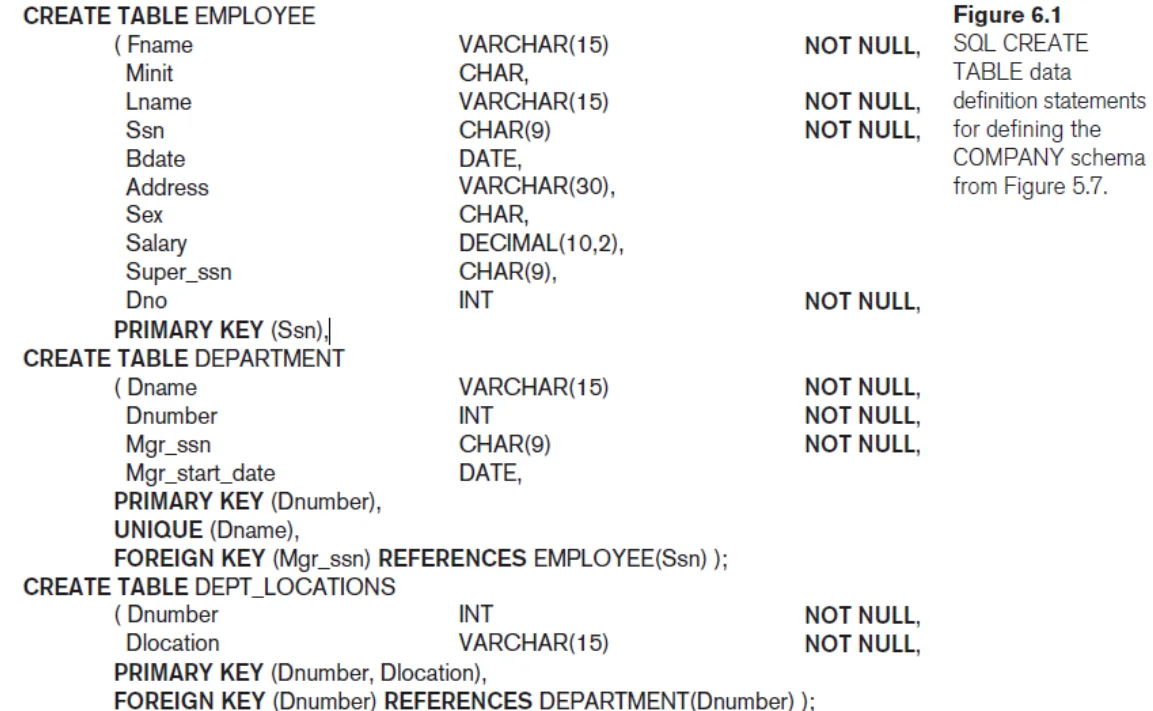 CREATE TABLE EMPLOYEE
( Fname VARCHAR(15) NOT NULL,
Minit CHAR,
Lname VARCHAR(15) NOT NULL,
Ssn CHAR(9) NOT NULL,
Bdate DATE,
Address VARCHAR(30),
Sex CHAR,
Salary DECIMAL(10,2),
Super_ssn CHAR(9),
Dno INT NOT NULL,
PRIMARY KEY (Ssn),
CREATE TABLE DEPARTMENT
( Dname VARCHAR(15) NOT NULL,
Dnumber INT NOT NULL,
Mgr_ssn CHAR(9) NOT NULL,
Mgr_start_date DATE,
PRIMARY KEY (Dnumber),
UNIQUE (Dname),
FOREIGN KEY (Mgr_ssn) REFERENCES EMPLOYEE(Ssn) );
CREATE TABLE DEPT_LOCATIONS
( Dnumber INT NOT NULL,
Dlocation VARCHAR(15) NOT NULL,
PRIMARY KEY (Dnumber, Dlocation),
FOREIGN KEY (Dnumber) REFERENCES DEPARTMENT(Dnumber) );
Figure 6.1
SQL CREATE
TABLE data
definition statements
for defining the
COMPANY schema
from Figure 5.7.